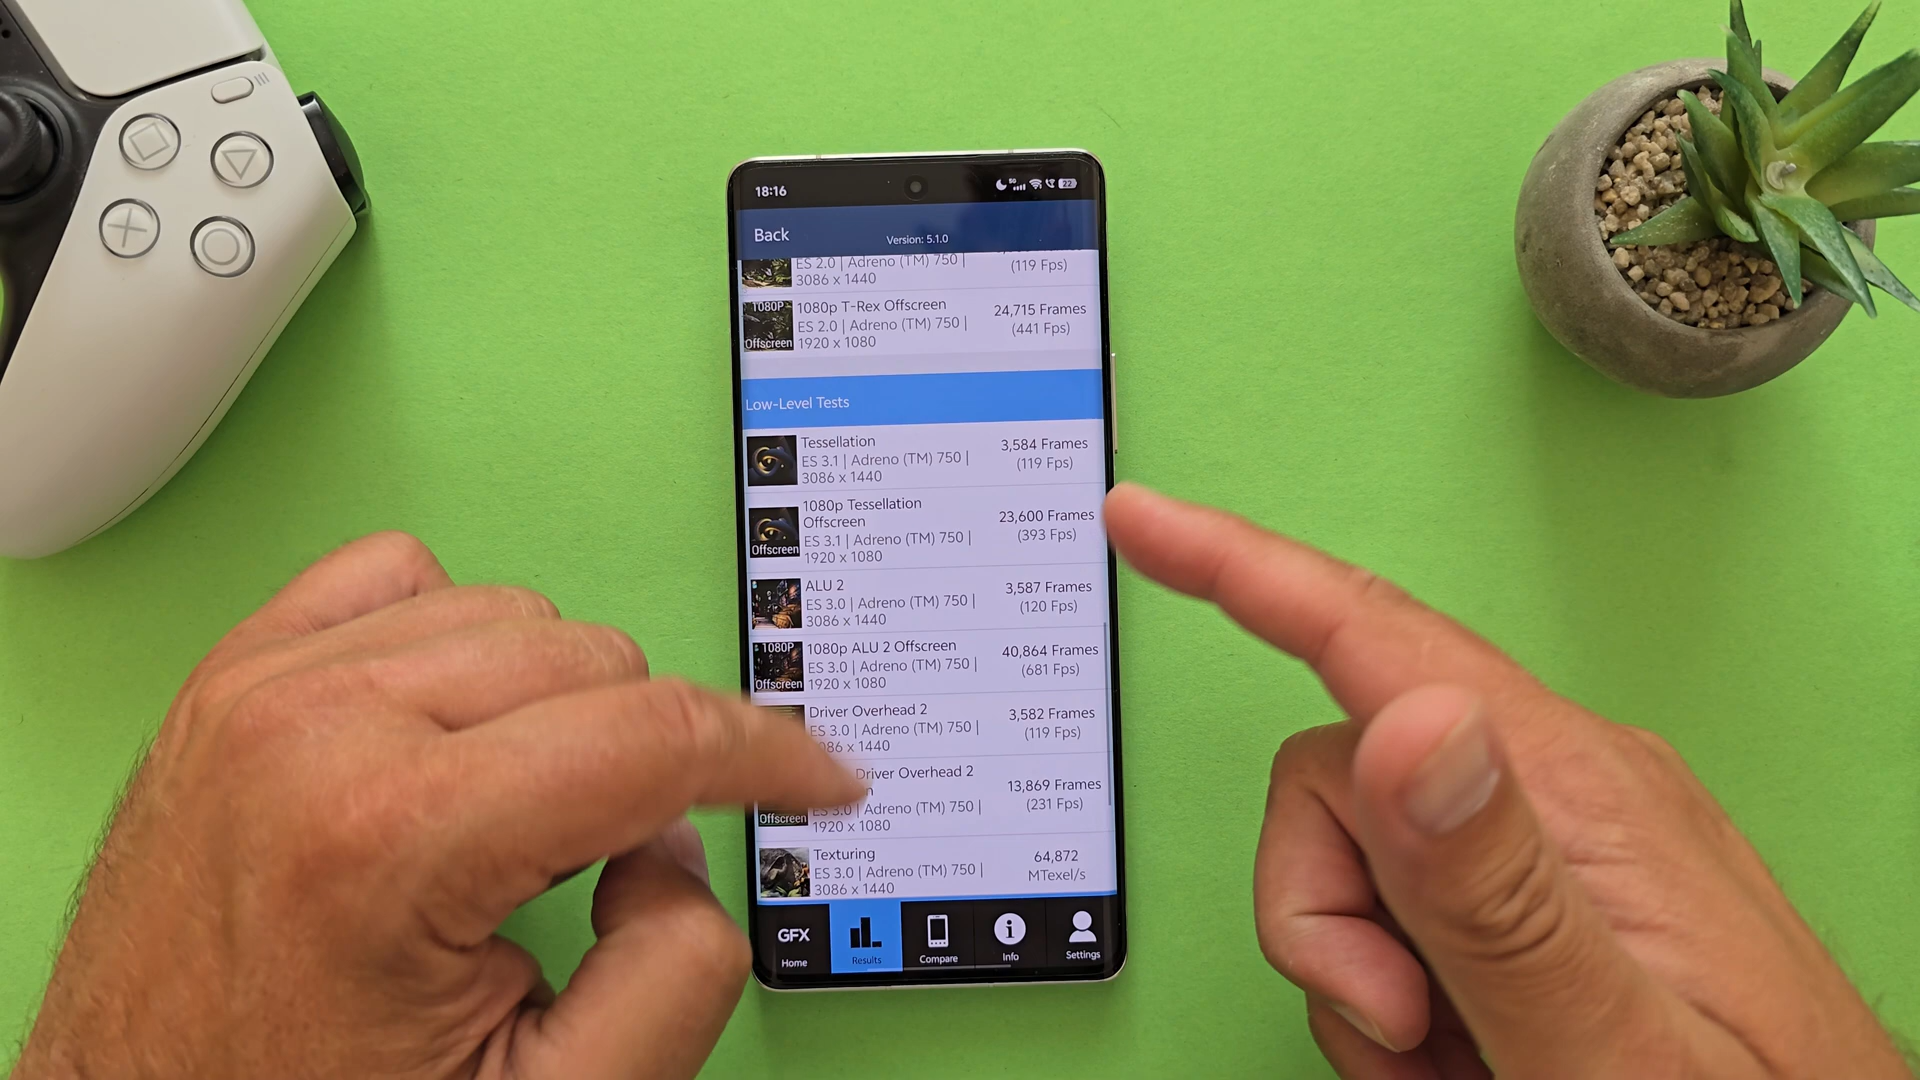 18:16
5G
22
Back
Version: 5.1.0
ES 2.0 | Adreno (TM) 750 |
3086 x 1440
(119 Fps)
1080P
Offscreen
1080p T-Rex Offscreen
ES 2.0 | Adreno (TM) 750 |
1920 x 1080
24,715 Frames
(441 Fps)
Low-Level Tests
Tessellation
ES 3.1 | Adreno (TM) 750 |
3086 x 1440
3,584 Frames
(119 Fps)
Offscreen
1080p Tessellation
Offscreen
ES 3.1 | Adreno (TM) 750 |
1920 x 1080
23,600 Frames
(393 Fps)
ALU 2
ES 3.0 | Adreno (TM) 750 |
3086 x 1440
3,587 Frames
(120 Fps)
1080P
Offscreen
1080p ALU 2 Offscreen
ES 3.0 | Adreno (TM) 750 |
1920 x 1080
40,864 Frames
(681 Fps)
Driver Overhead 2
ES 3.0 | Adreno (TM) 750 |
086 x 1440
3,582 Frames
(119 Fps)
Offscreen
Driver Overhead 2
n
ES 3.0 | Adreno (TM) 750 |
1920 x 1080
13,869 Frames
(231 Fps)
Texturing
ES 3.0 | Adreno (TM) 750 |
3086 x 1440
64,872
MTexel/s
GFX
Home
Results
Compare
Info
Settings